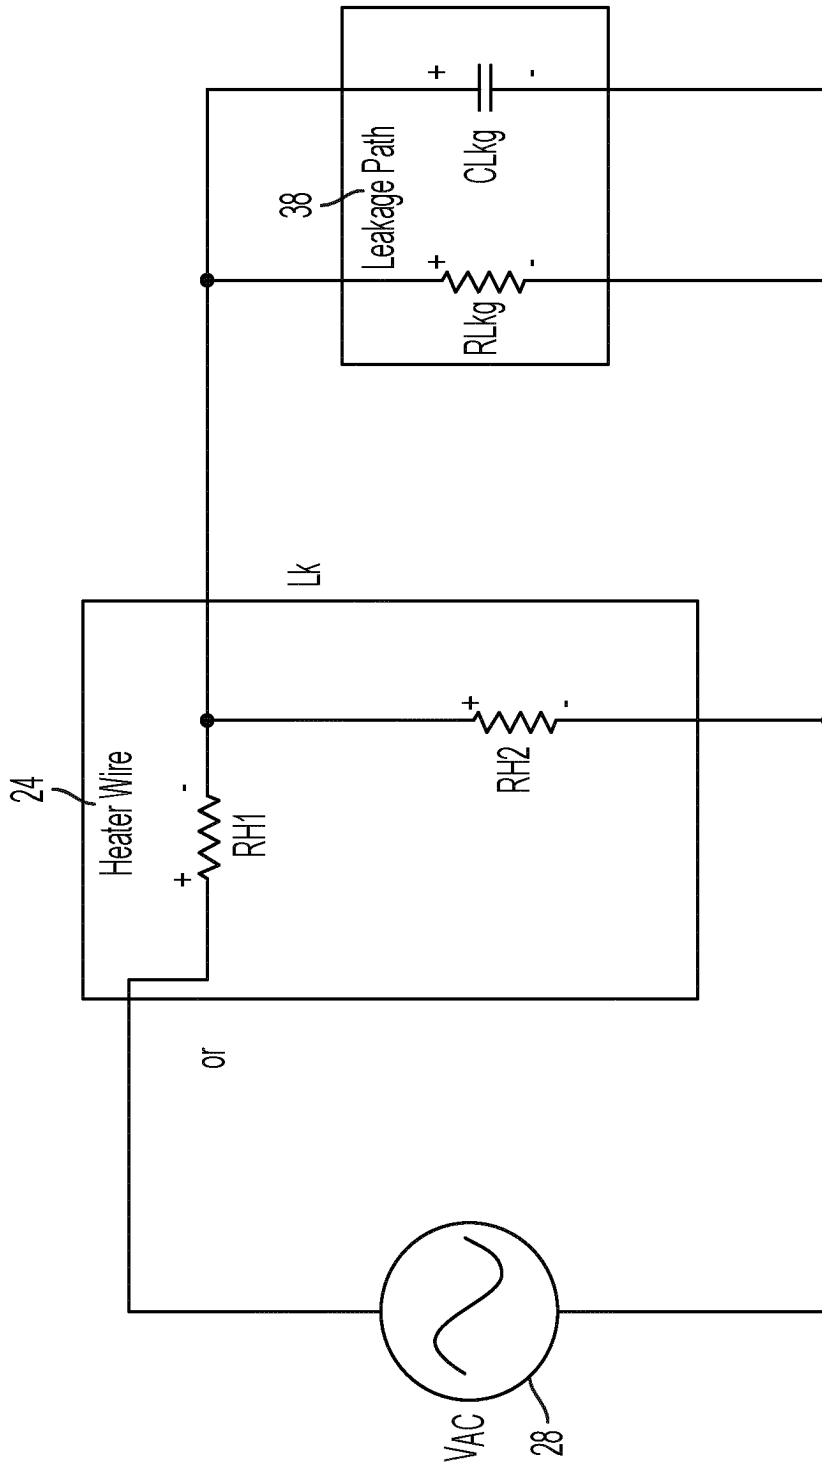 24
Heater Wire
+
-
RH1
+
-
RH2
Lk
or
VAC
28
38
Leakage Path
+
-
RLkg
+
-
CLkg